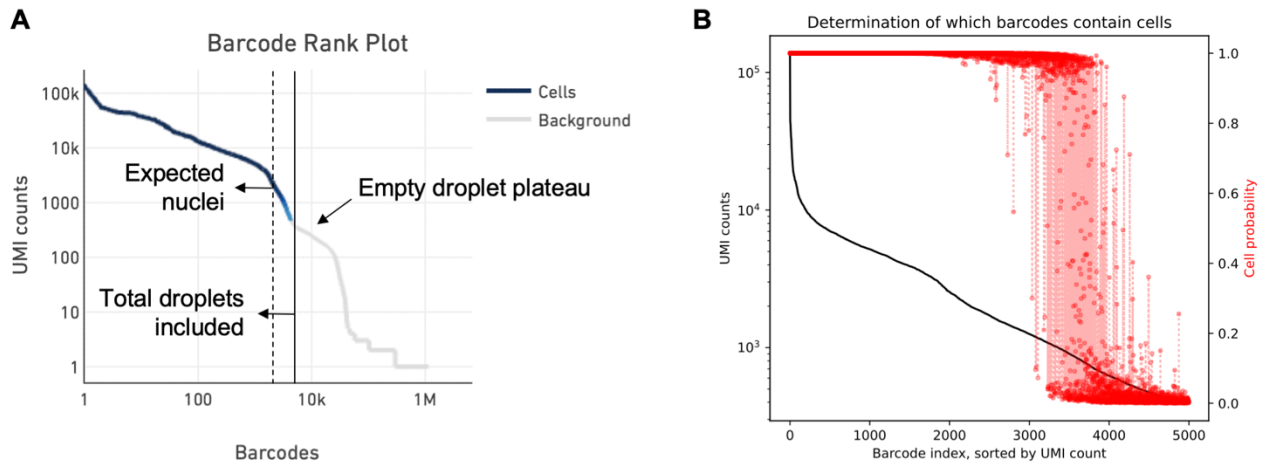 A
Barcode Rank Plot
UMI counts
100k
10k
1000
100
10
1
1
100
10k
1M
Barcodes
Cells
Background
Expected
nuclei
Empty droplet plateau
Total droplets
included
B
Determination of which barcodes contain cells
UMI counts
10⁵
10⁴
10³
0
1000
2000
3000
4000
5000
Barcode index, sorted by UMI count
1.0
0.8
0.6
0.4
0.2
0.0
Cell probability